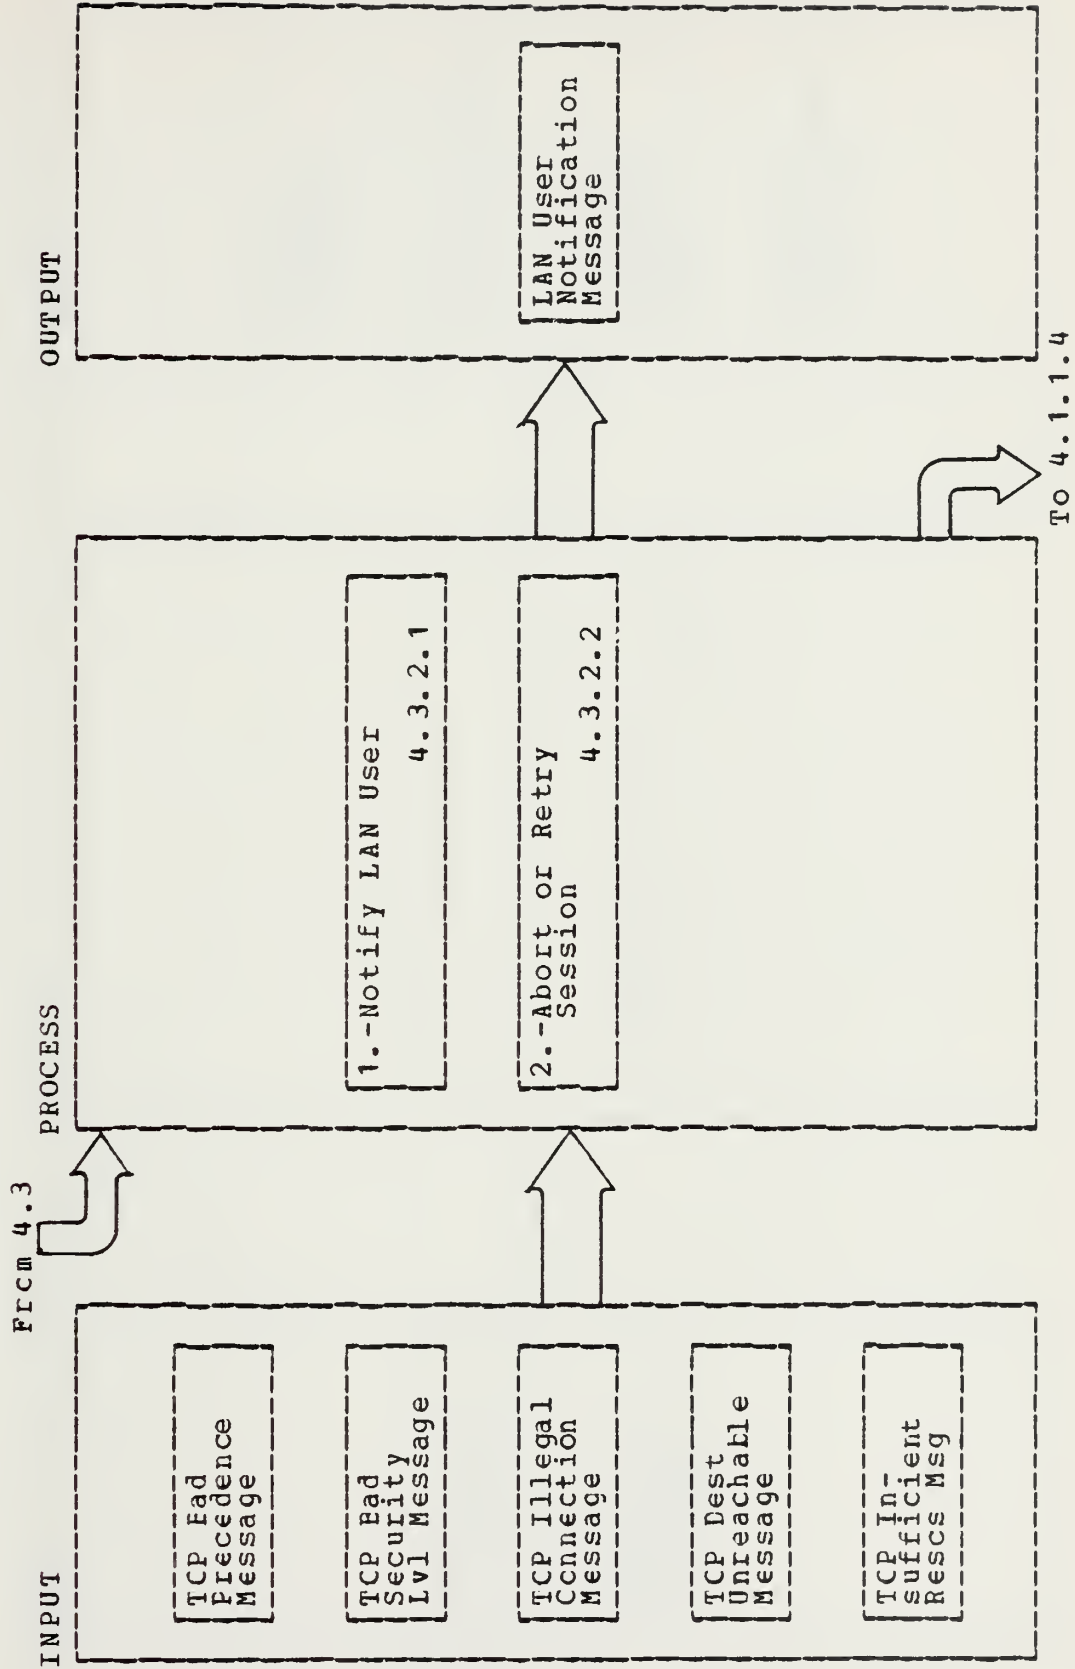 From 4.3
INPUT
TCP Bad
Precedence
Message
TCP Bad
Security
Lvl Message
TCP Illegal
Connection
Message
TCP Dest
Unreachable
Message
TCP In-
sufficient
Rescs Msg
PROCESS
1.-Notify LAN User
4.3.2.1
2.-Abort or Retry
Session
4.3.2.2
OUTPUT
LAN User
Notification
Message
To 4.1.1.4